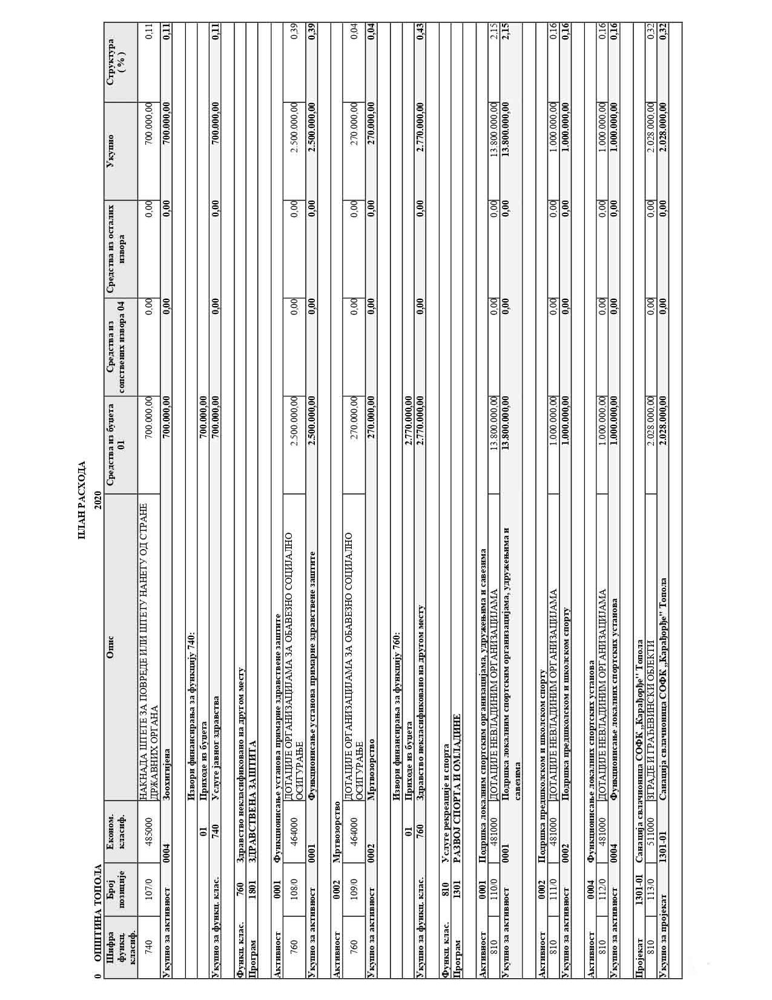 ПЛАН РАСХОДА
0 ОПШТИНА ТОПОЛА 2020
Шифра функц. класиф. Број позиције Економ. класиф. Опис Средства из буџета 01 Средства из сопствених извора 04 Средства из осталих извора Укупно Структура ( % )
740 107/0 485000 НАКНАДА ШТЕТЕ ЗА ПОВРЕДЕ ИЛИ ШТЕТУ НАНЕТУ ОД СТРАНЕ 700.000,00 0,00 0,00 700.000,00 0,11
ДРЖАВНИХ ОРГАНА
Укупно за активност 0004 Зоохигијена 700.000,00 0,00 0,00 700.000,00 0,11
Извори финансирања за функцију 740:
01 Приходе из буџета 700.000,00
Укупно за функц. клас. 740 Услуге јавног здравства 700.000,00 0,00 0,00 700.000,00 0,11
Функц. клас. 760 Здравство некласификовано на другом месту
Програм 1801 ЗДРАВСТВЕНА ЗАШТИТА
Активност 0001 Функционисање установа примарне здравствене заштите
760 108/0 464000 ДОТАЦИЈЕ ОРГАНИЗАЦИЈАМА ЗА ОБАВЕЗНО СОЦИЈАЛНО 2.500.000,00 0,00 0,00 2.500.000,00 0,39
ОСИГУРАЊЕ
Укупно за активност 0001 Функционисање установа примарне здравствене заштите 2.500.000,00 0,00 0,00 2.500.000,00 0,39
Активност 0002 Мртвозорство
760 109/0 464000 ДОТАЦИЈЕ ОРГАНИЗАЦИЈАМА ЗА ОБАВЕЗНО СОЦИЈАЛНО 270.000,00 0,00 0,00 270.000,00 0,04
ОСИГУРАЊЕ
Укупно за активност 0002 Мртвозорство 270.000,00 0,00 0,00 270.000,00 0,04
Извори финансирања за функцију 760:
01 Приходе из буџета 2.770.000,00
Укупно за функц. клас. 760 Здравство некласификовано на другом месту 2.770.000,00 0,00 0,00 2.770.000,00 0,43
Функц. клас. 810 Услуге рекреације и спорта
Програм 1301 РАЗВОЈ СПОРТА И ОМЛАДИНЕ
Активност 0001 Подршка локалним спортским организацијама, удружењима и савезима
810 110/0 481000 ДОТАЦИЈЕ НЕВЛАДИНИМ ОРГАНИЗАЦИЈАМА 13.800.000,00 0,00 0,00 13.800.000,00 2,15
Укупно за активност 0001 Подршка локалним спортским организацијама, удружењима и 13.800.000,00 0,00 0,00 13.800.000,00 2,15
савезима
Активност 0002 Подршка предшколском и школском спорту
810 111/0 481000 ДОТАЦИЈЕ НЕВЛАДИНИМ ОРГАНИЗАЦИЈАМА 1.000.000,00 0,00 0,00 1.000.000,00 0,16
Укупно за активност 0002 Подршка предшколском и школском спорту 1.000.000,00 0,00 0,00 1.000.000,00 0,16
Активност 0004 Функционисање локалних спортских установа
810 112/0 481000 ДОТАЦИЈЕ НЕВЛАДИНИМ ОРГАНИЗАЦИЈАМА 1.000.000,00 0,00 0,00 1.000.000,00 0,16
Укупно за активност 0004 Функционисање локалних спортских установа 1.000.000,00 0,00 0,00 1.000.000,00 0,16
Пројекат 1301-01 Санација свлачионица СОФК „Карађорђе" Топола
810 113/0 511000 ЗГРАДЕ И ГРАЂЕВИНСКИ ОБЈЕКТИ 2.028.000,00 0,00 0,00 2.028.000,00 0,32
Укупно за пројекат 1301-01 Санација свлачионица СОФК „Карађорђе" Топола 2.028.000,00 0,00 0,00 2.028.000,00 0,32